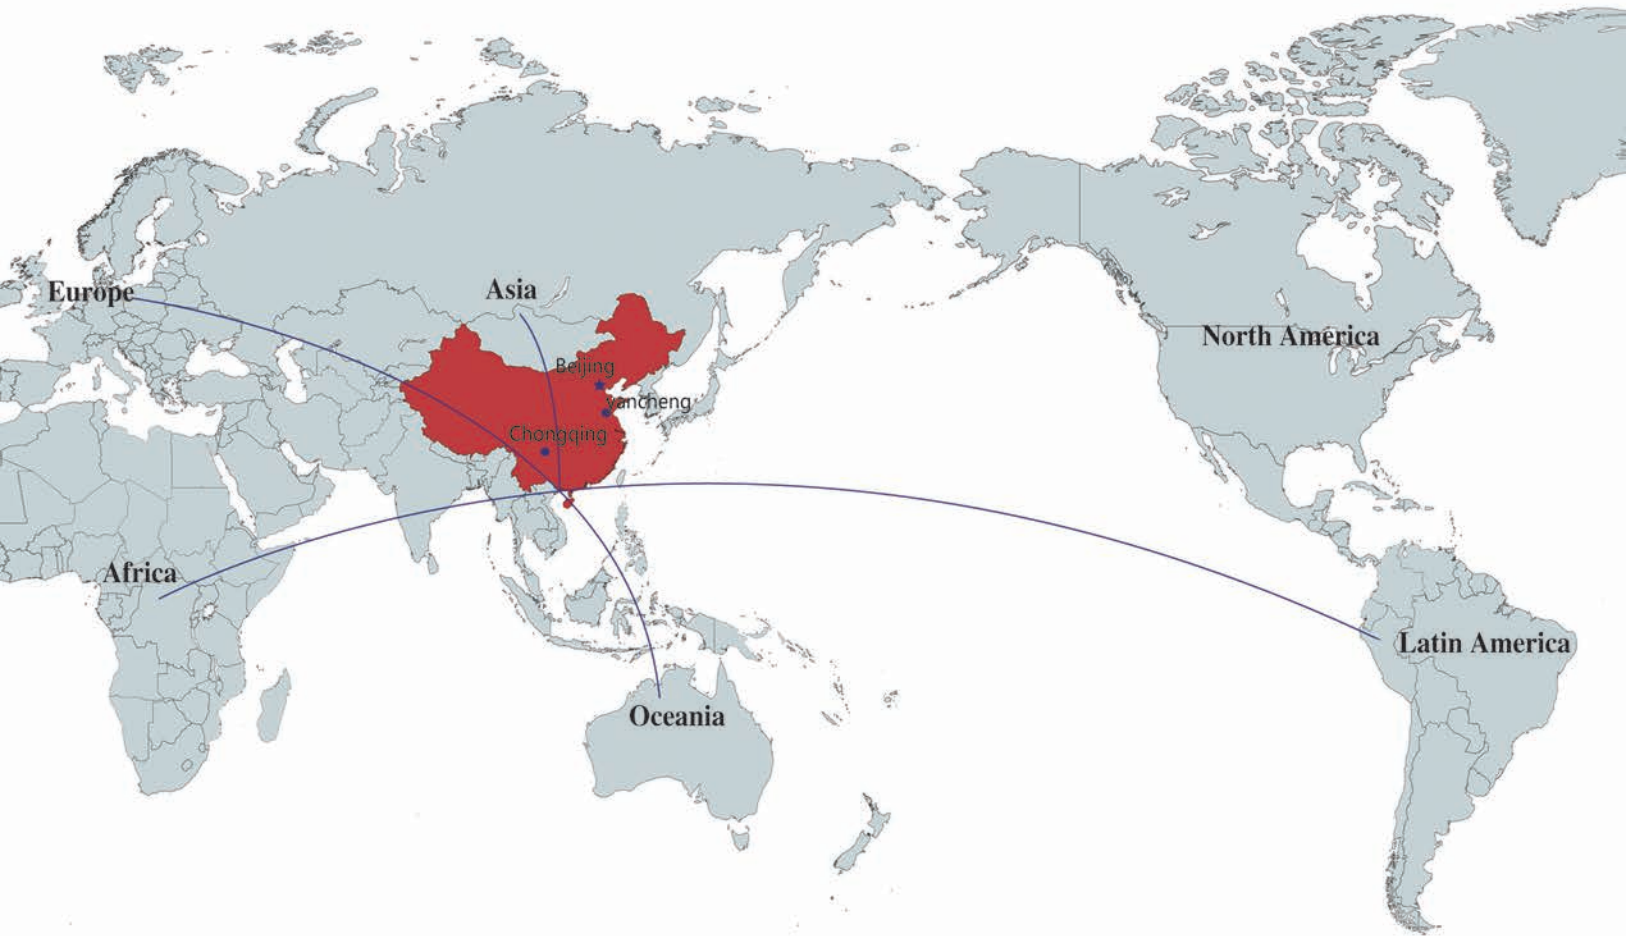 Europe
Asia
North America
Beijing
yancheng
Chongqing
Africa
Latin America
Oceania